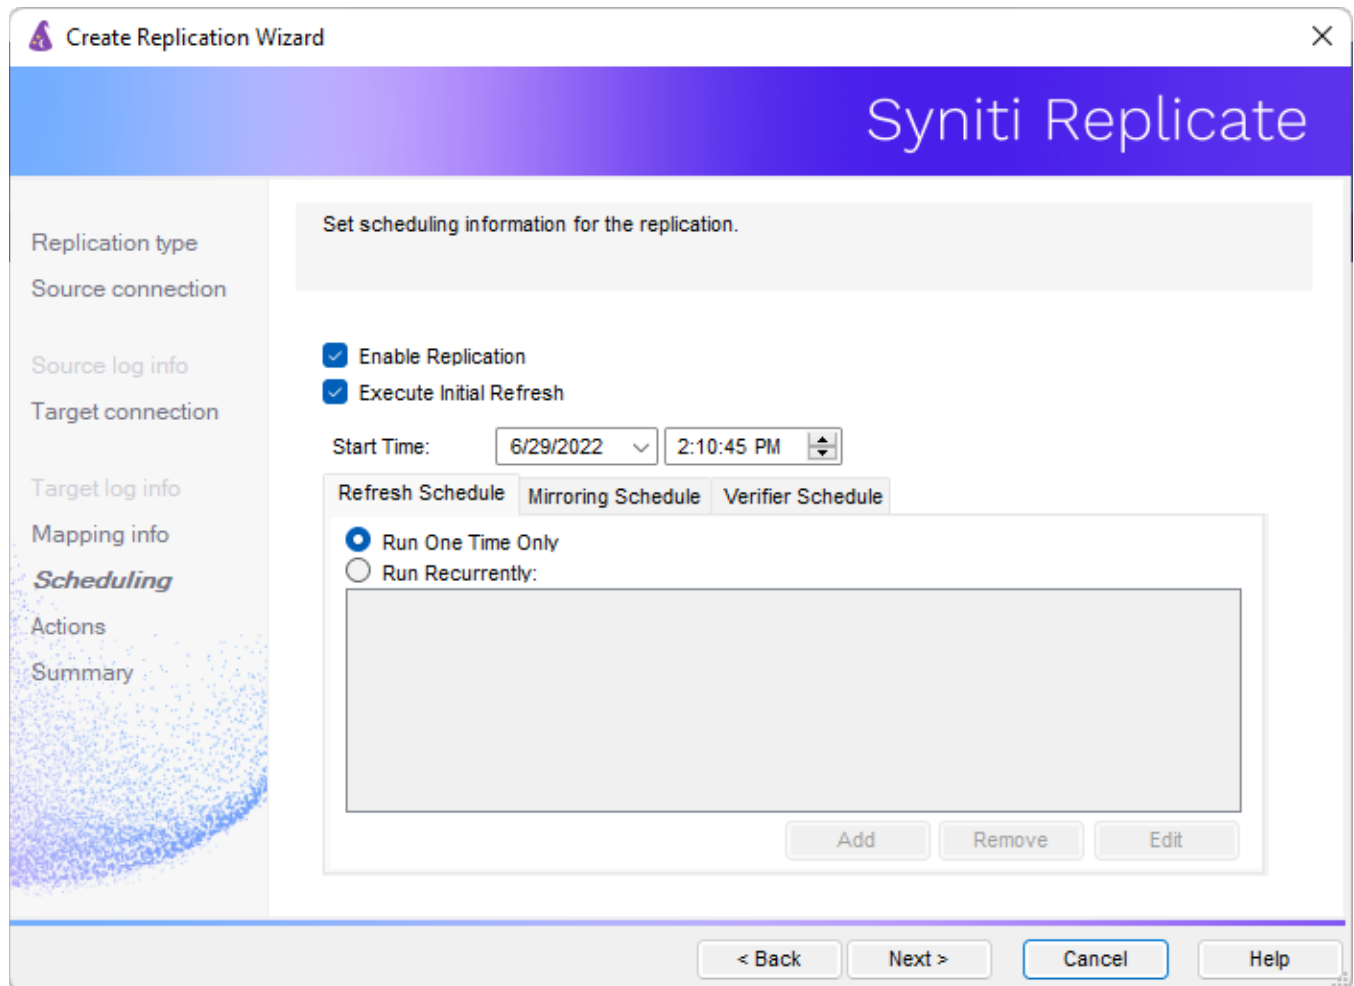 Create Replication Wizard
Syniti Replicate
Replication type
Source connection
Source log info
Target connection
Target log info
Mapping info
Scheduling
Actions
Summary
Set scheduling information for the replication.
Enable Replication
Execute Initial Refresh
Start Time: 6/29/2022 2:10:45 PM
Refresh Schedule Mirroring Schedule Verifier Schedule
Run One Time Only
Run Recurrently:
Add Remove Edit
< Back Next > Cancel Help